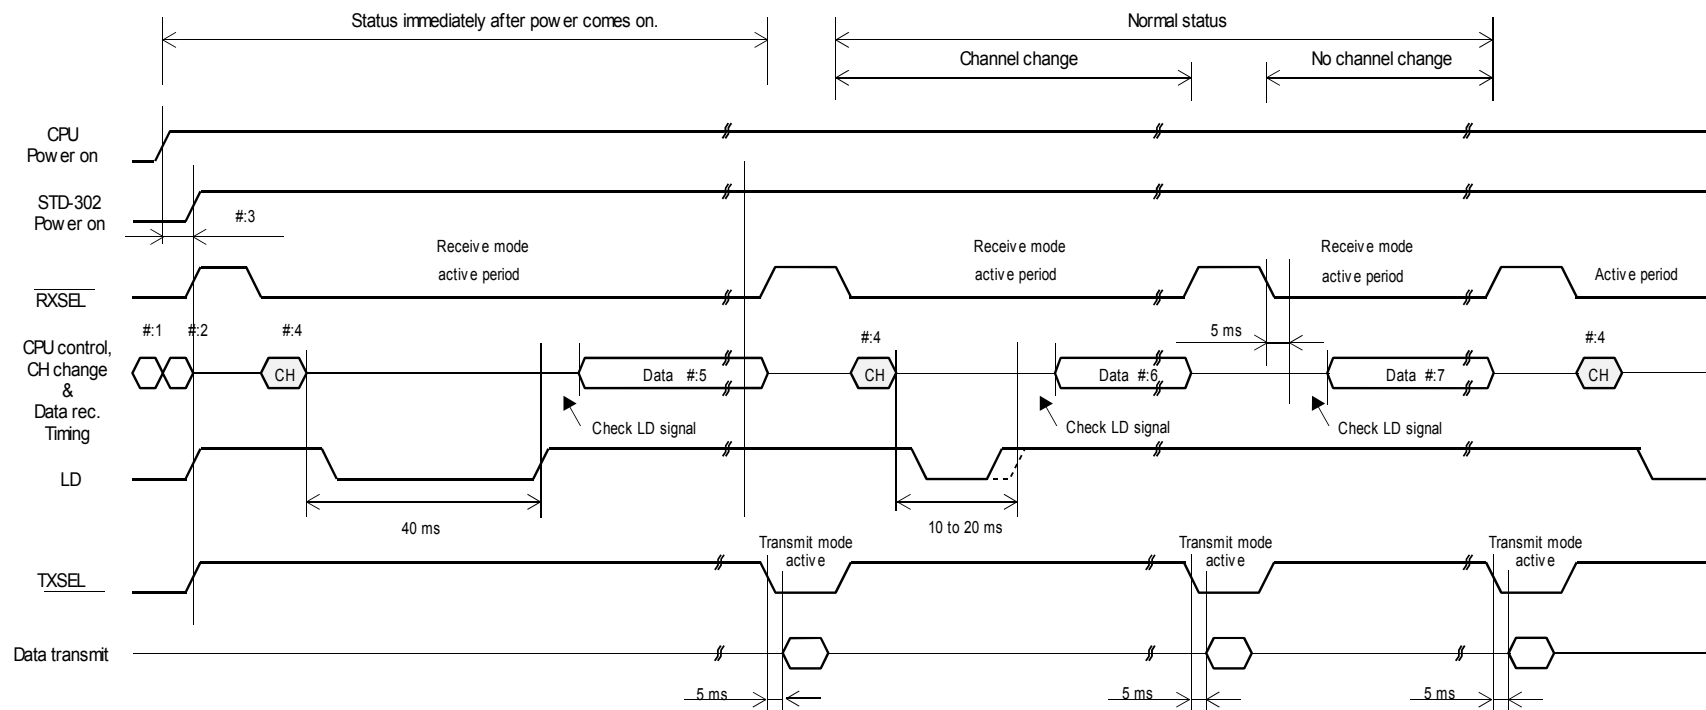 Status immediately after power comes on.
Normal status
Channel change
No channel change
CPU
Power on
STD-302
Power on
#:3
Receive mode
active period
Receive mode
active period
Receive mode
active period
Active period
RXSEL
#:1
#:2
#:4
#:4
5 ms
#:4
CPU control,
CH change
&
Data rec.
Timing
CH
Data #:5
CH
Data #:6
Data #:7
CH
Check LD signal
Check LD signal
Check LD signal
LD
40 ms
10 to 20 ms
Transmit mode
active
Transmit mode
active
Transmit mode
active
TXSEL
Data transmit
5 ms
5 ms
5 ms